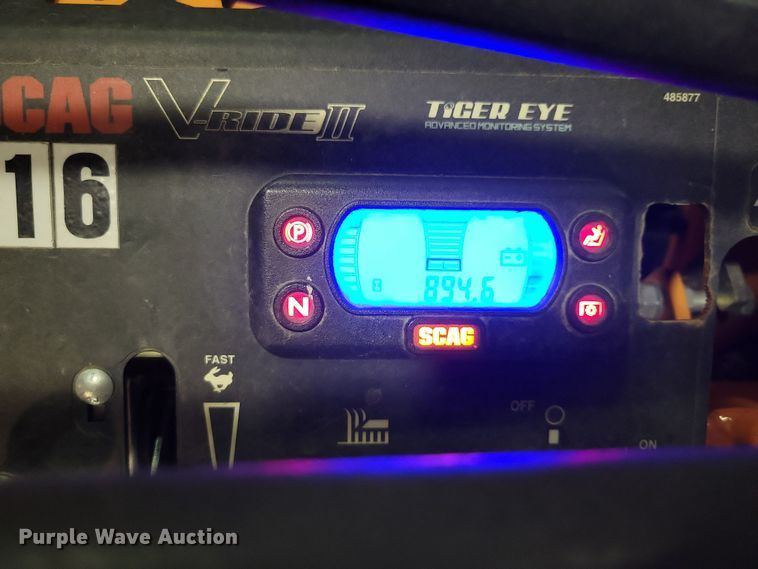 SCAG V-RIDE II TIGER EYE 485877
ADVANCED MONITORING SYSTEM
16
P
N
894.6
SCAG
FAST
OFF
ON
Purple Wave Auction